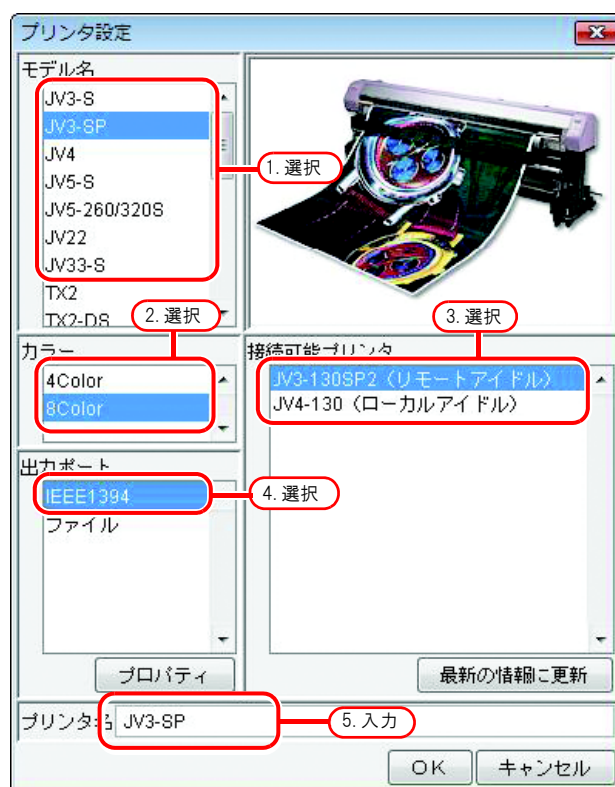 プリンタ設定
モデル名
JV3-S
JV3-SP
JV4
JV5-S
JV5-260/320S
JV22
JV33-S
TX2
TX2-DS
1. 選択
2. 選択
カラー
4Color
8Color
3. 選択
接続可能プリンタ
JV3-130SP2（リモートアイドル）
JV4-130（ローカルアイドル）
出力ポート
IEEE1394
ファイル
4. 選択
プロパティ
最新の情報に更新
プリンタ名
JV3-SP
5. 入力
OK
キャンセル